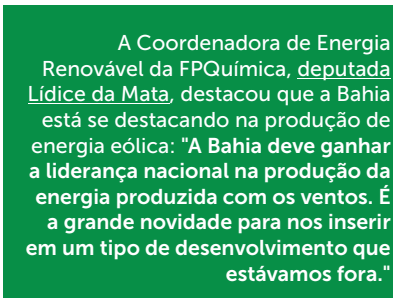 A Coordenadora de Energia
Renovável da FPQuímica, deputada
Lídice da Mata, destacou que a Bahia
está se destacando na produção de
energia eólica: "A Bahia deve ganhar
a liderança nacional na produção da
energia produzida com os ventos. É
a grande novidade para nos inserir
em um tipo de desenvolvimento que
estávamos fora."